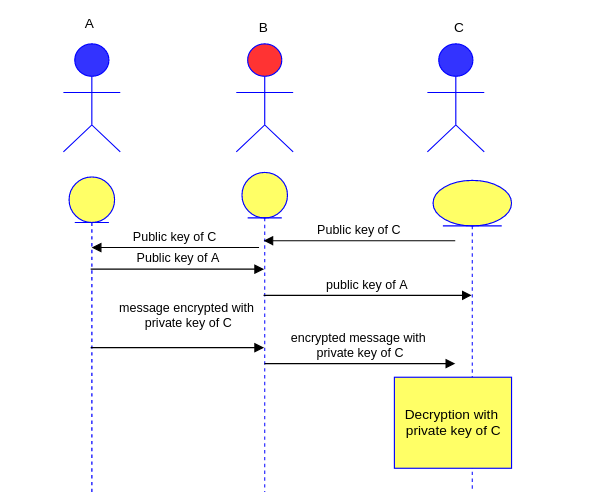 A
B
C
Public key of C
Public key of C
Public key of A
public key of A
message encrypted with
private key of C
encrypted message with
private key of C
Decryption with
private key of C